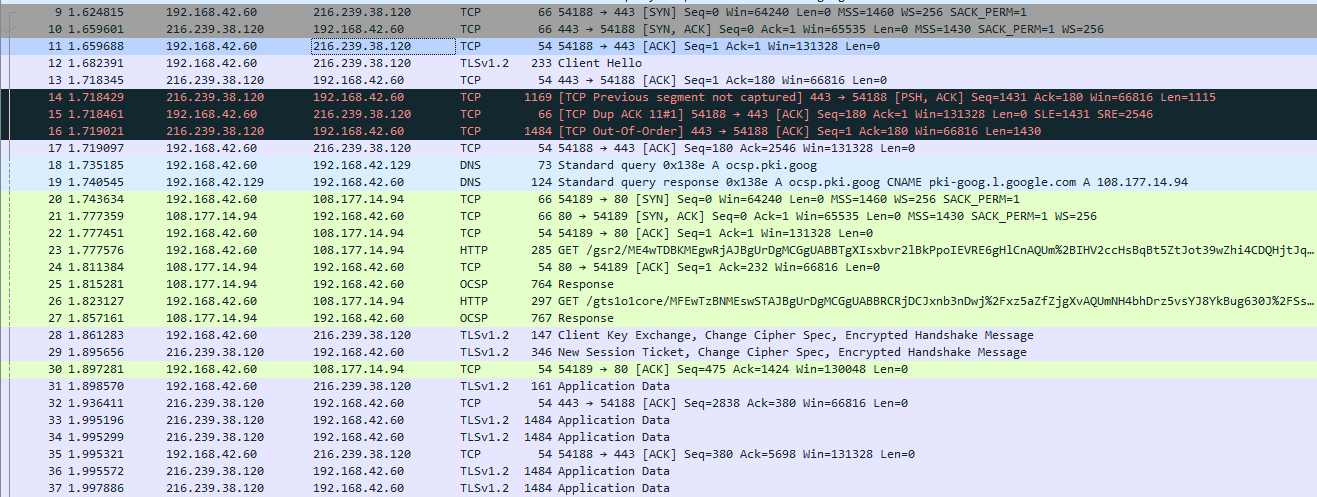 9 1.624815 192.168.42.60 216.239.38.120 TCP 66 54188 → 443 [SYN] Seq=0 Win=64240 Len=0 MSS=1460 WS=256 SACK_PERM=1
10 1.659601 216.239.38.120 192.168.42.60 TCP 66 443 → 54188 [SYN, ACK] Seq=0 Ack=1 Win=65535 Len=0 MSS=1430 SACK_PERM=1 WS=256
11 1.659688 192.168.42.60 216.239.38.120 TCP 54 54188 → 443 [ACK] Seq=1 Ack=1 Win=131328 Len=0
12 1.682391 192.168.42.60 216.239.38.120 TLSv1.2 233 Client Hello
13 1.718345 216.239.38.120 192.168.42.60 TCP 54 443 → 54188 [ACK] Seq=1 Ack=180 Win=66816 Len=0
14 1.718429 216.239.38.120 192.168.42.60 TCP 1169 [TCP Previous segment not captured] 443 → 54188 [PSH, ACK] Seq=1431 Ack=180 Win=66816 Len=1115
15 1.718461 192.168.42.60 216.239.38.120 TCP 66 [TCP Dup ACK 11#1] 54188 → 443 [ACK] Seq=180 Ack=1 Win=131328 Len=0 SLE=1431 SRE=2546
16 1.719021 216.239.38.120 192.168.42.60 TCP 1484 [TCP Out-Of-Order] 443 → 54188 [ACK] Seq=1 Ack=180 Win=66816 Len=1430
17 1.719097 192.168.42.60 216.239.38.120 TCP 54 54188 → 443 [ACK] Seq=180 Ack=2546 Win=131328 Len=0
18 1.735185 192.168.42.60 192.168.42.129 DNS 73 Standard query 0x138e A ocsp.pki.goog
19 1.740545 192.168.42.129 192.168.42.60 DNS 124 Standard query response 0x138e A ocsp.pki.goog CNAME pki-goog.l.google.com A 108.177.14.94
20 1.743634 192.168.42.60 108.177.14.94 TCP 66 54189 → 80 [SYN] Seq=0 Win=64240 Len=0 MSS=1460 WS=256 SACK_PERM=1
21 1.777359 108.177.14.94 192.168.42.60 TCP 66 80 → 54189 [SYN, ACK] Seq=0 Ack=1 Win=65535 Len=0 MSS=1430 SACK_PERM=1 WS=256
22 1.777451 192.168.42.60 108.177.14.94 TCP 54 54189 → 80 [ACK] Seq=1 Ack=1 Win=131328 Len=0
23 1.777576 192.168.42.60 108.177.14.94 HTTP 285 GET /gsr2/ME4wTDBKMEgwRjAJBgUrDgMCGgUABBTgXIsxbvr2lBkPpoIEVRE6gHlCnAQUm%2BIHV2ccHsBqBt5ZtJot39wZhi4CDQHjtJq…
24 1.811384 108.177.14.94 192.168.42.60 TCP 54 80 → 54189 [ACK] Seq=1 Ack=232 Win=66816 Len=0
25 1.815281 108.177.14.94 192.168.42.60 OCSP 764 Response
26 1.823127 192.168.42.60 108.177.14.94 HTTP 297 GET /gts1o1core/MFEwTzBNMEswSTAJBgUrDgMCGgUABBRCRjDCJxnb3nDwj%2Fxz5aZfZjgXvAQUmNH4bhDrz5vsYJ8YkBug630J%2FSs…
27 1.857161 108.177.14.94 192.168.42.60 OCSP 767 Response
28 1.861283 192.168.42.60 216.239.38.120 TLSv1.2 147 Client Key Exchange, Change Cipher Spec, Encrypted Handshake Message
29 1.895656 216.239.38.120 192.168.42.60 TLSv1.2 346 New Session Ticket, Change Cipher Spec, Encrypted Handshake Message
30 1.897281 192.168.42.60 108.177.14.94 TCP 54 54189 → 80 [ACK] Seq=475 Ack=1424 Win=130048 Len=0
31 1.898570 192.168.42.60 216.239.38.120 TLSv1.2 161 Application Data
32 1.936411 216.239.38.120 192.168.42.60 TCP 54 443 → 54188 [ACK] Seq=2838 Ack=380 Win=66816 Len=0
33 1.995196 216.239.38.120 192.168.42.60 TLSv1.2 1484 Application Data
34 1.995299 216.239.38.120 192.168.42.60 TLSv1.2 1484 Application Data
35 1.995321 192.168.42.60 216.239.38.120 TCP 54 54188 → 443 [ACK] Seq=380 Ack=5698 Win=131328 Len=0
36 1.995572 216.239.38.120 192.168.42.60 TLSv1.2 1484 Application Data
37 1.997886 216.239.38.120 192.168.42.60 TLSv1.2 1484 Application Data